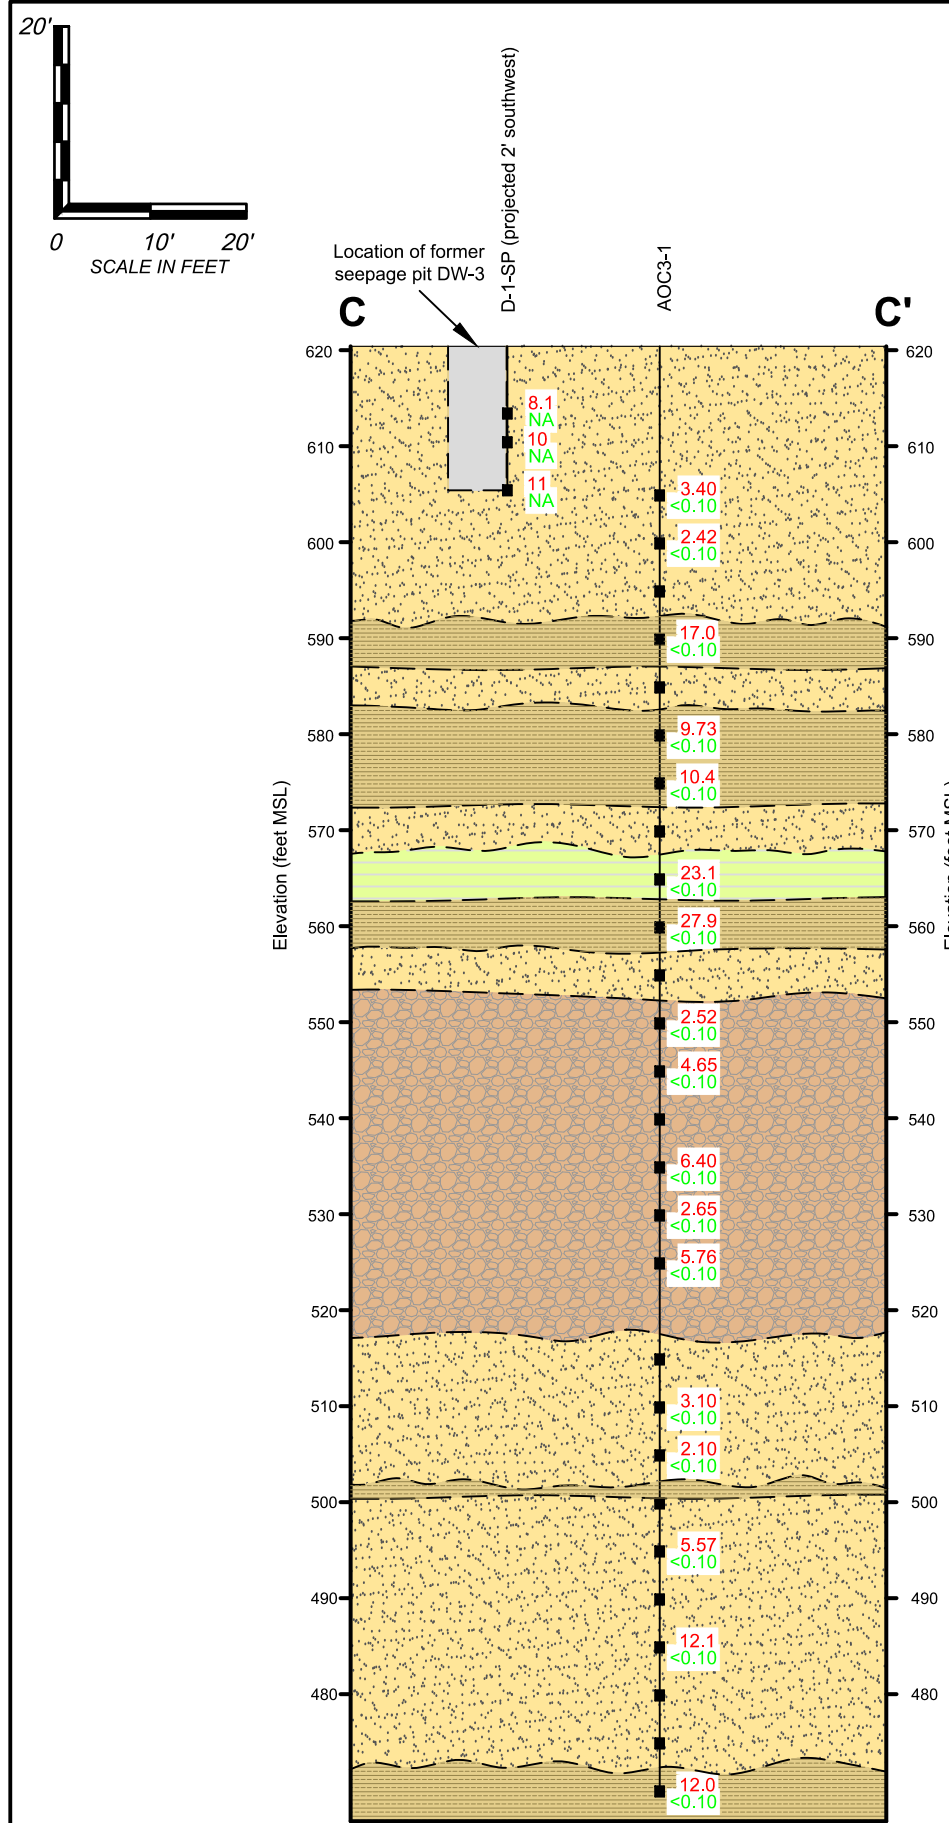 20'
0 10' 20'
SCALE IN FEET
Location of former
seepage pit DW-3
D-1-SP (projected 2' southwest)
AOC3-1
C C'
620 620
8.1
NA
610 10 610
NA
11 3.40
NA <0.10
600 2.42 600
<0.10
590 17.0 590
<0.10
580 9.73 580
<0.10
10.4
<0.10
570 570
23.1
<0.10
Elevation (feet MSL) Elevation (feet MSL)
560 27.9 560
<0.10
550 2.52 550
<0.10
4.65
<0.10
540 540
6.40
<0.10
530 2.65 530
<0.10
5.76
<0.10
520 520
510 3.10 510
<0.10
2.10
<0.10
500 500
5.57
<0.10
490 490
12.1
<0.10
480 480
12.0
<0.10